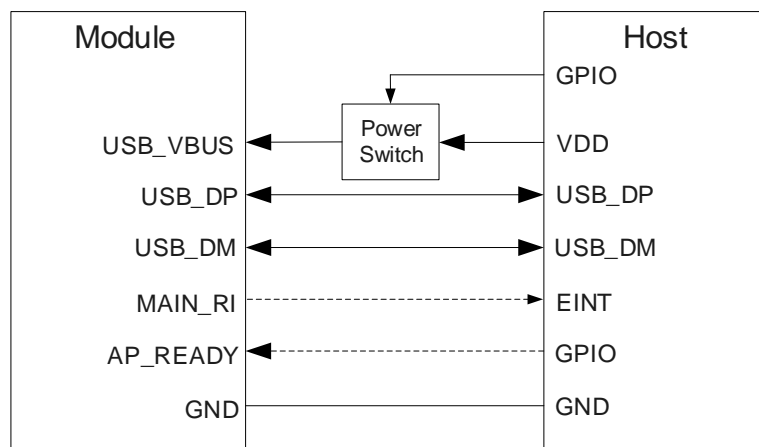 Module
Host
GPIO
Power
Switch
USB_VBUS
VDD
USB_DP
USB_DP
USB_DM
USB_DM
MAIN_RI
EINT
AP_READY
GPIO
GND
GND